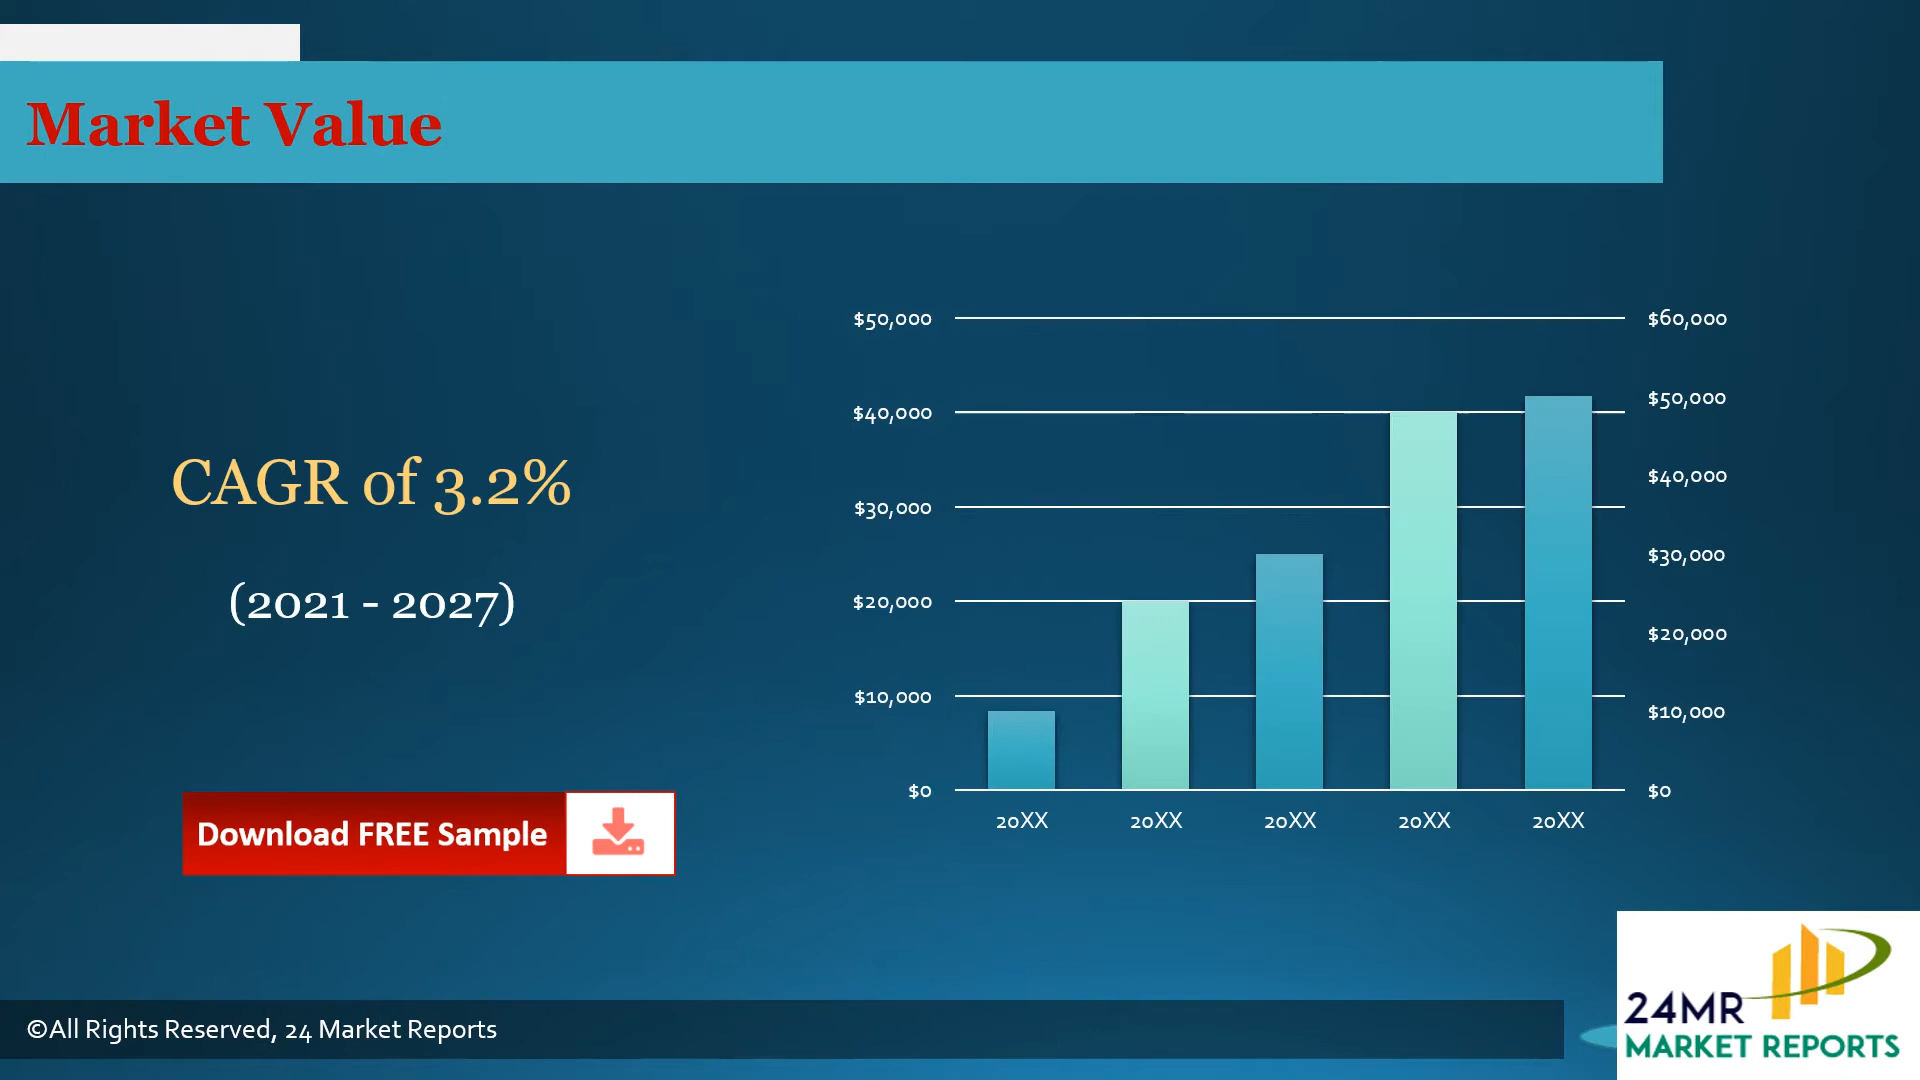 Market Value
CAGR of 3.2%
(2021 - 2027)
Download FREE Sample
$50,000
$40,000
$30,000
$20,000
$10,000
$0
$60,000
$50,000
$40,000
$30,000
$20,000
$10,000
$0
20XX 20XX 20XX 20XX 20XX
©All Rights Reserved, 24 Market Reports
24MR
MARKET REPORTS